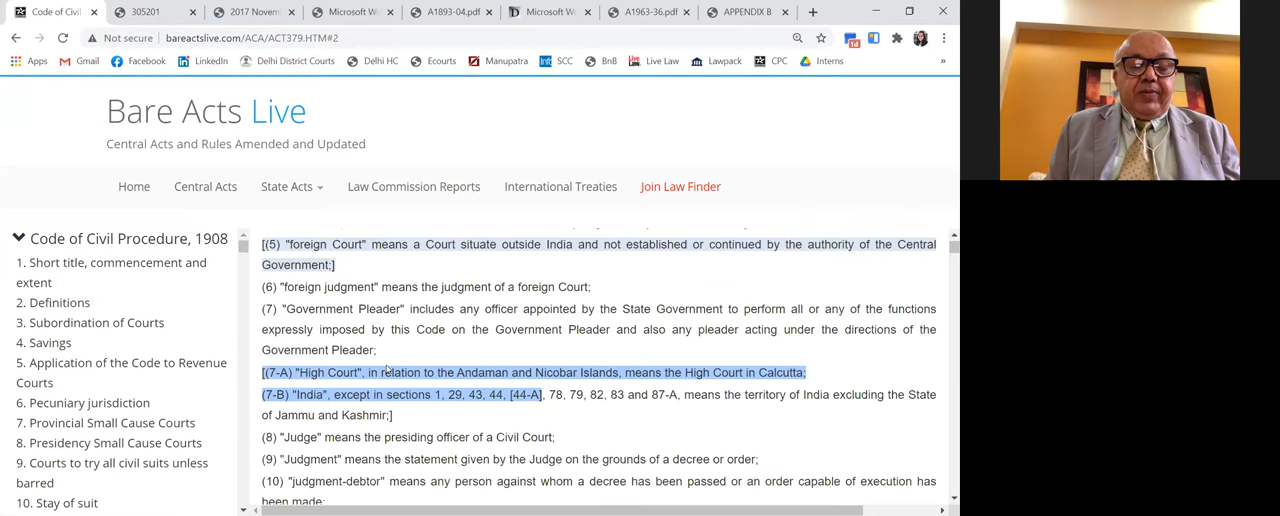 Code of Civil
305201
2017 Novem
Microsoft W
A1893-04.pdf
Microsoft W
A1963-36.pdf
APPENDIX B
Not secure | bareactslive.com/ACA/ACT379.HTM#2
1d
Apps Gmail Facebook LinkedIn Delhi District Courts Delhi HC Ecourts Manupatra SCC BnB Live Law Lawpack CPC Interns »
Bare Acts Live
Central Acts and Rules Amended and Updated
Home Central Acts State Acts Law Commission Reports International Treaties Join Law Finder
Code of Civil Procedure, 1908
1. Short title, commencement and
extent
2. Definitions
3. Subordination of Courts
4. Savings
5. Application of the Code to Revenue
Courts
6. Pecuniary jurisdiction
7. Provincial Small Cause Courts
8. Presidency Small Cause Courts
9. Courts to try all civil suits unless
barred
10. Stay of suit
[(5) "foreign Court" means a Court situate outside India and not established or continued by the authority of the Central
Government;]
(6) "foreign judgment" means the judgment of a foreign Court;
(7) "Government Pleader" includes any officer appointed by the State Government to perform all or any of the functions
expressly imposed by this Code on the Government Pleader and also any pleader acting under the directions of the
Government Pleader;
[(7-A) "High Court", in relation to the Andaman and Nicobar Islands, means the High Court in Calcutta;
(7-B) "India", except in sections 1, 29, 43, 44, [44-A], 78, 79, 82, 83 and 87-A, means the territory of India excluding the State
of Jammu and Kashmir;]
(8) "Judge" means the presiding officer of a Civil Court;
(9) "Judgment" means the statement given by the Judge on the grounds of a decree or order;
(10) "judgment-debtor" means any person against whom a decree has been passed or an order capable of execution has
been made;